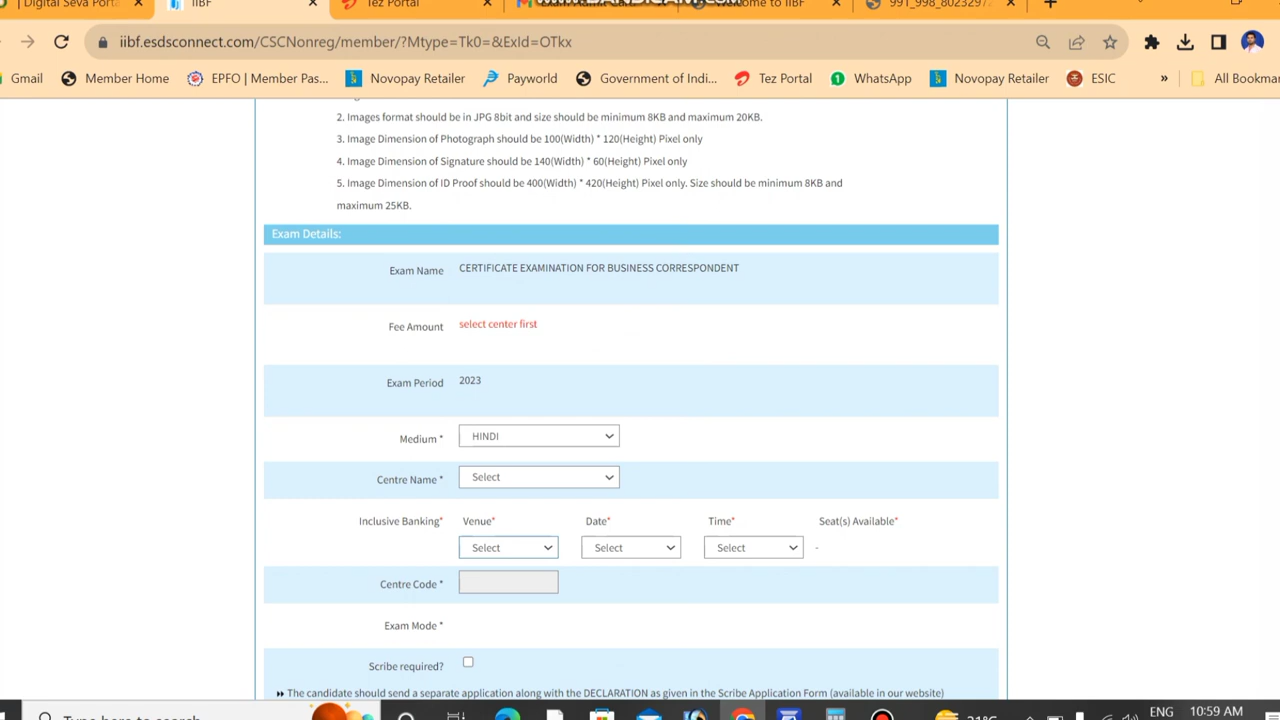 Digital Seva Porta
IIBF
Tez Portal
Welcome to IIBF
991_998_8023297
iibf.esdsconnect.com/CSCNonreg/member/?Mtype=Tk0=&ExId=OTkx
Gmail Member Home EPFO | Member Pas... Novopay Retailer Payworld Government of Indi... Tez Portal WhatsApp Novopay Retailer ESIC » All Bookmar
2. Images format should be in JPG 8bit and size should be minimum 8KB and maximum 20KB.
3. Image Dimension of Photograph should be 100(Width) * 120(Height) Pixel only
4. Image Dimension of Signature should be 140(Width) * 60(Height) Pixel only
5. Image Dimension of ID Proof should be 400(Width) * 420(Height) Pixel only. Size should be minimum 8KB and
maximum 25KB.
Exam Details:
Exam Name CERTIFICATE EXAMINATION FOR BUSINESS CORRESPONDENT
Fee Amount select center first
Exam Period 2023
Medium * HINDI
Centre Name * Select
Inclusive Banking* Venue* Date* Time* Seat(s) Available*
Select Select Select -
Centre Code *
Exam Mode *
Scribe required?
The candidate should send a separate application along with the DECLARATION as given in the Scribe Application Form (available in our website)
Type here to search
ENG 10:59 AM